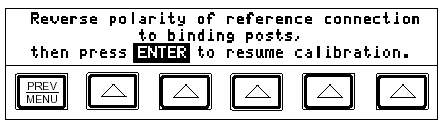 Reverse polarity of reference connection
to binding posts,
then press ENTER to resume calibration.
PREV
MENU